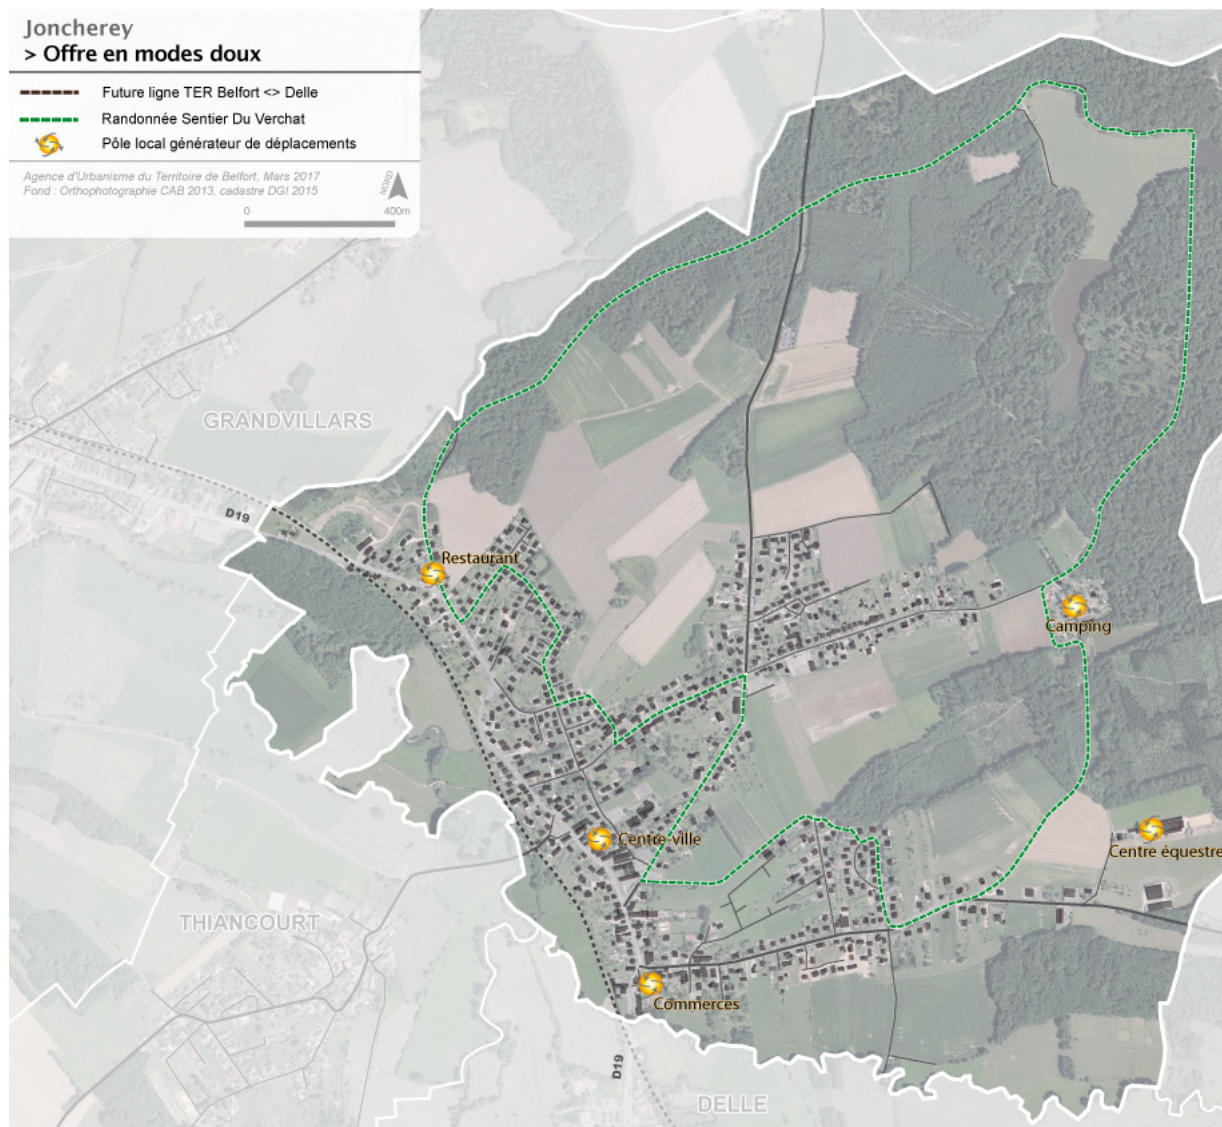 Joncherey
> Offre en modes doux
Future ligne TER Belfort <> Delle
Randonnée Sentier Du Verchat
Pôle local générateur de déplacements
Agence d'Urbanisme du Territoire de Belfort, Mars 2017
Fond : Orthophotographie CAB 2013, cadastre DGI 2015
NORD
0 400m
GRANDVILLARS
D19
Restaurant
Camping
Centre-ville
Centre équestre
THIANCOURT
Commerces
D19
DELLE